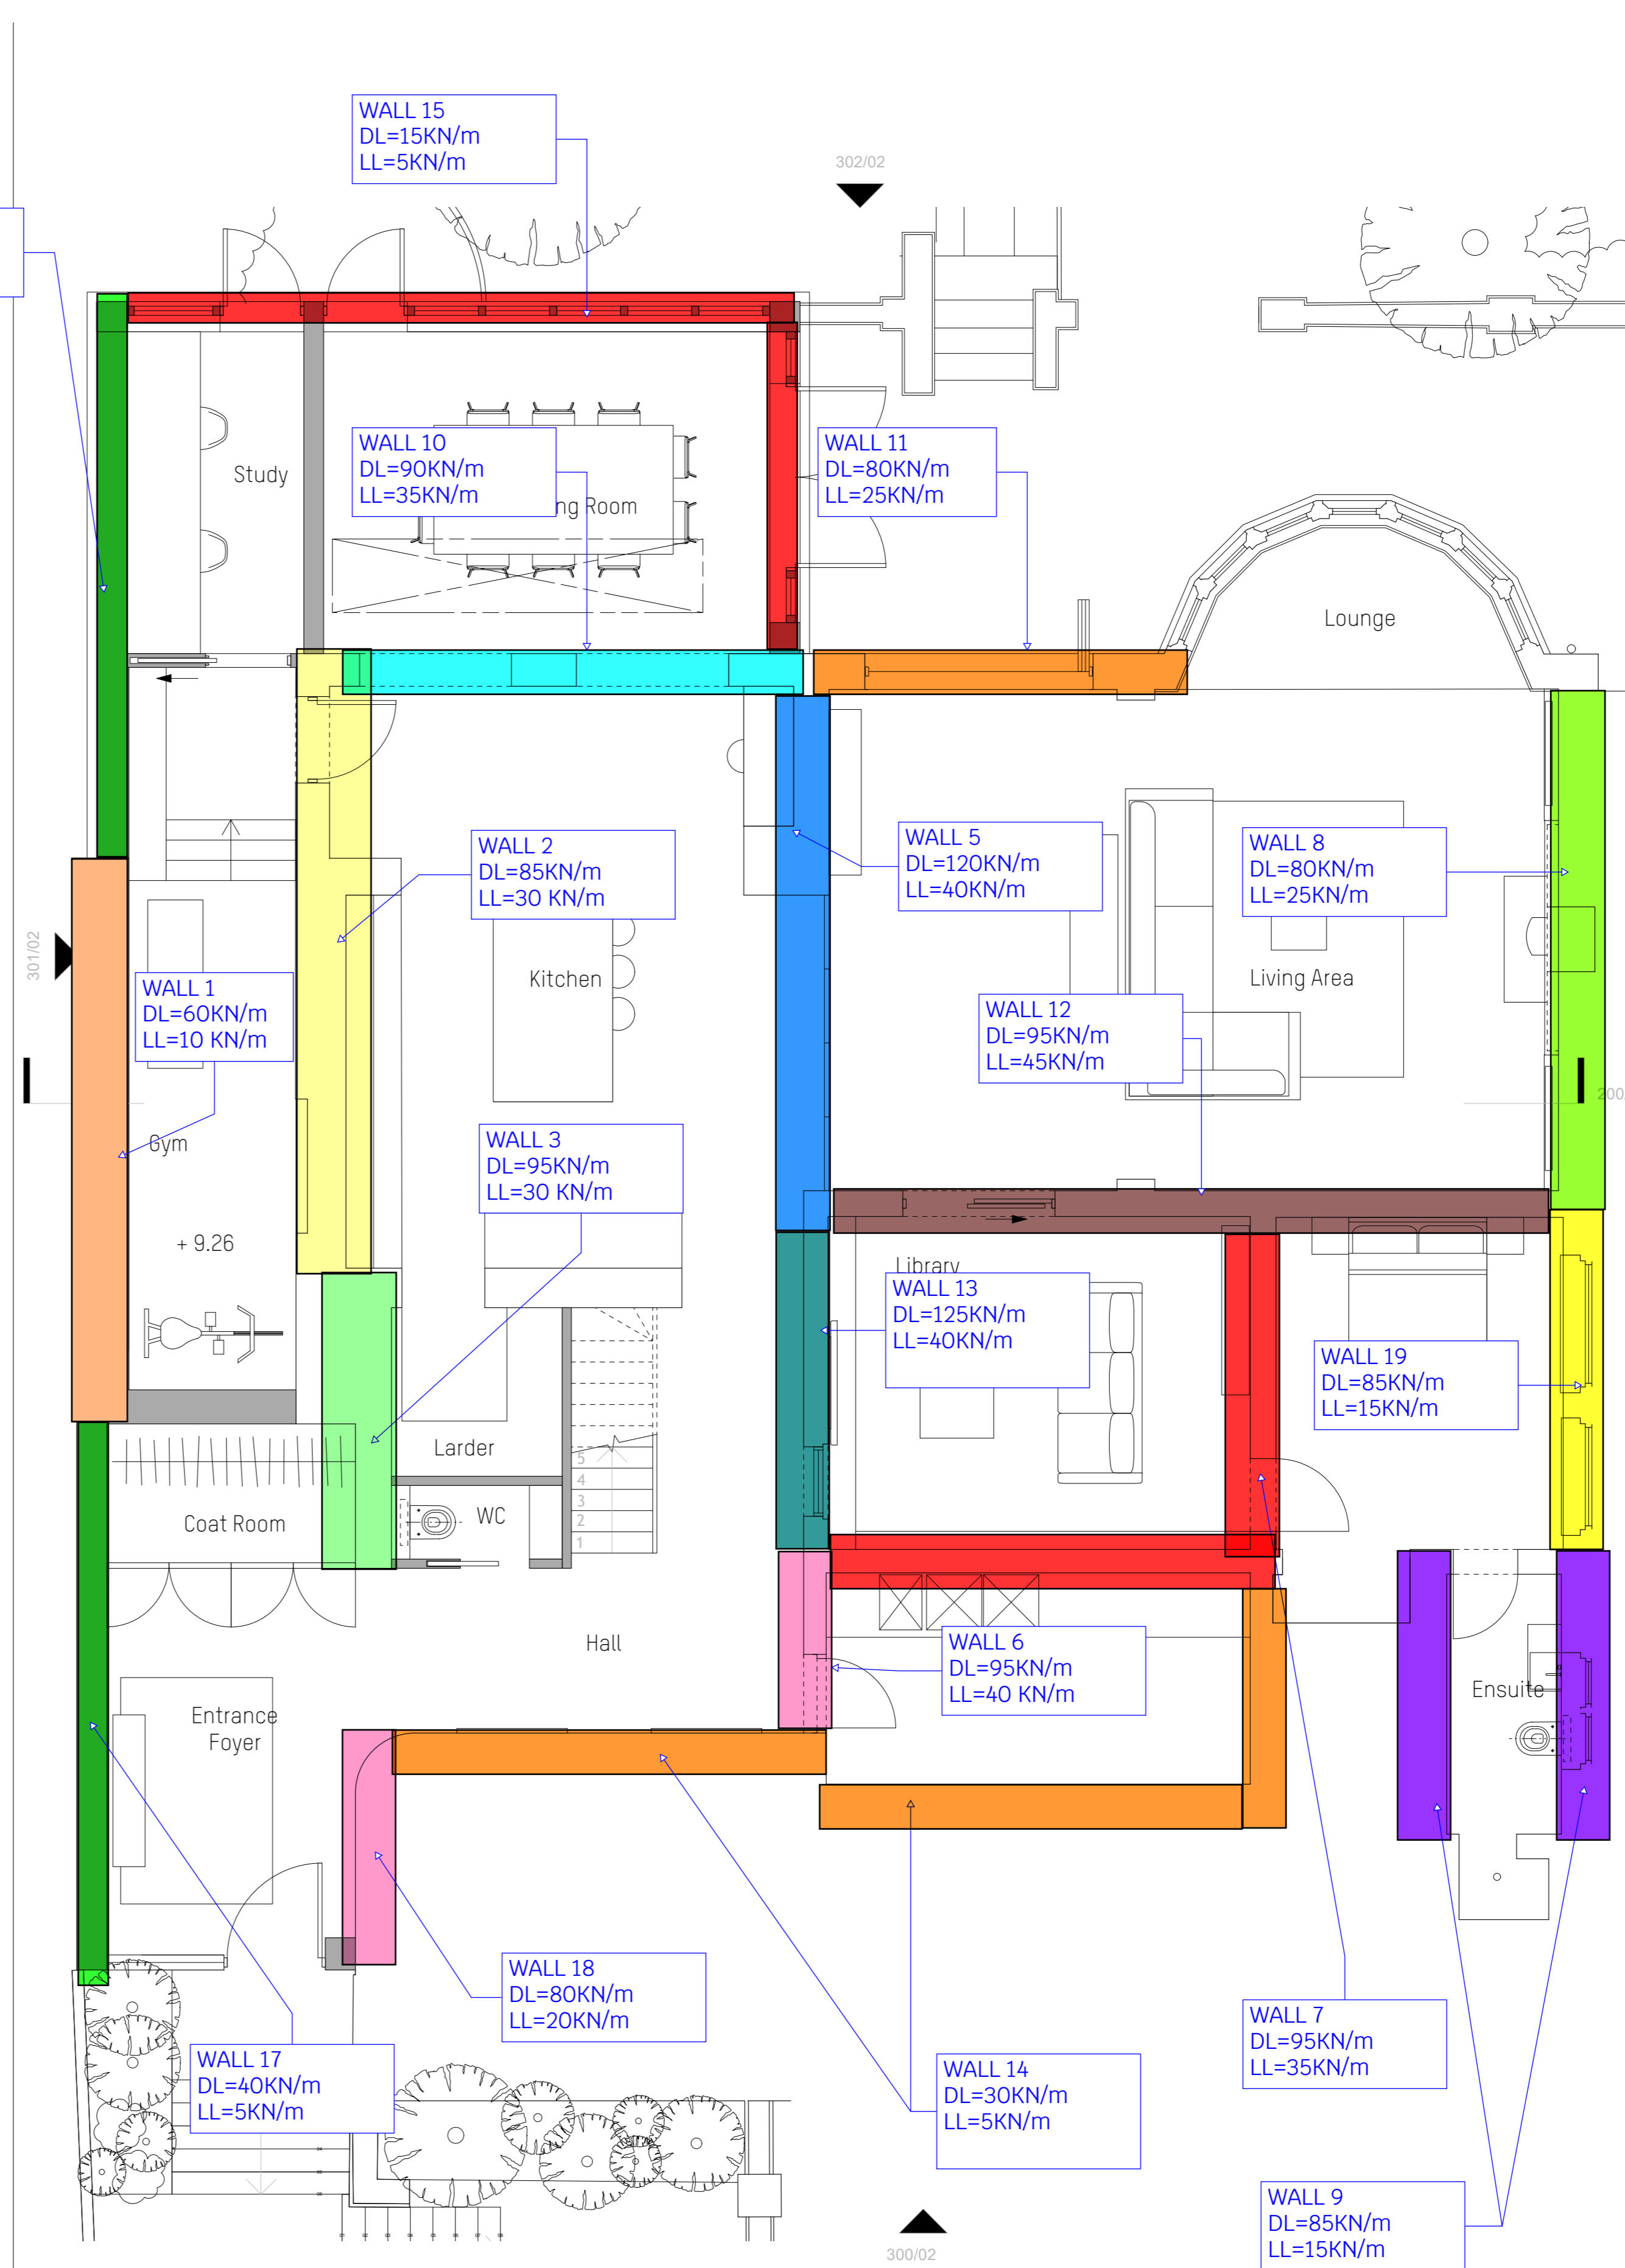 WALL 15
DL=15KN/m
LL=5KN/m
302/02
WALL 10
DL=90KN/m
LL=35KN/m
WALL 11
DL=80KN/m
LL=25KN/m
Study
ng Room
Lounge
WALL 2
DL=85KN/m
LL=30 KN/m
WALL 5
DL=120KN/m
LL=40KN/m
WALL 8
DL=80KN/m
LL=25KN/m
301/02
Kitchen
Living Area
WALL 1
DL=60KN/m
LL=10 KN/m
WALL 12
DL=95KN/m
LL=45KN/m
200
Gym
WALL 3
DL=95KN/m
LL=30 KN/m
+ 9.26
Library
WALL 13
DL=125KN/m
LL=40KN/m
WALL 19
DL=85KN/m
LL=15KN/m
Larder
5
4
3
2
1
WC
Coat Room
Hall
WALL 6
DL=95KN/m
LL=40 KN/m
Ensuite
Entrance
Foyer
WALL 18
DL=80KN/m
LL=20KN/m
WALL 7
DL=95KN/m
LL=35KN/m
WALL 17
DL=40KN/m
LL=5KN/m
WALL 14
DL=30KN/m
LL=5KN/m
WALL 9
DL=85KN/m
LL=15KN/m
300/02